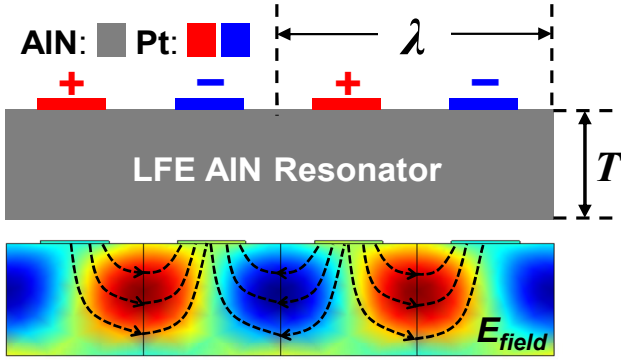 AlN: Pt: λ
+ − + −
LFE AlN Resonator
T
E_field